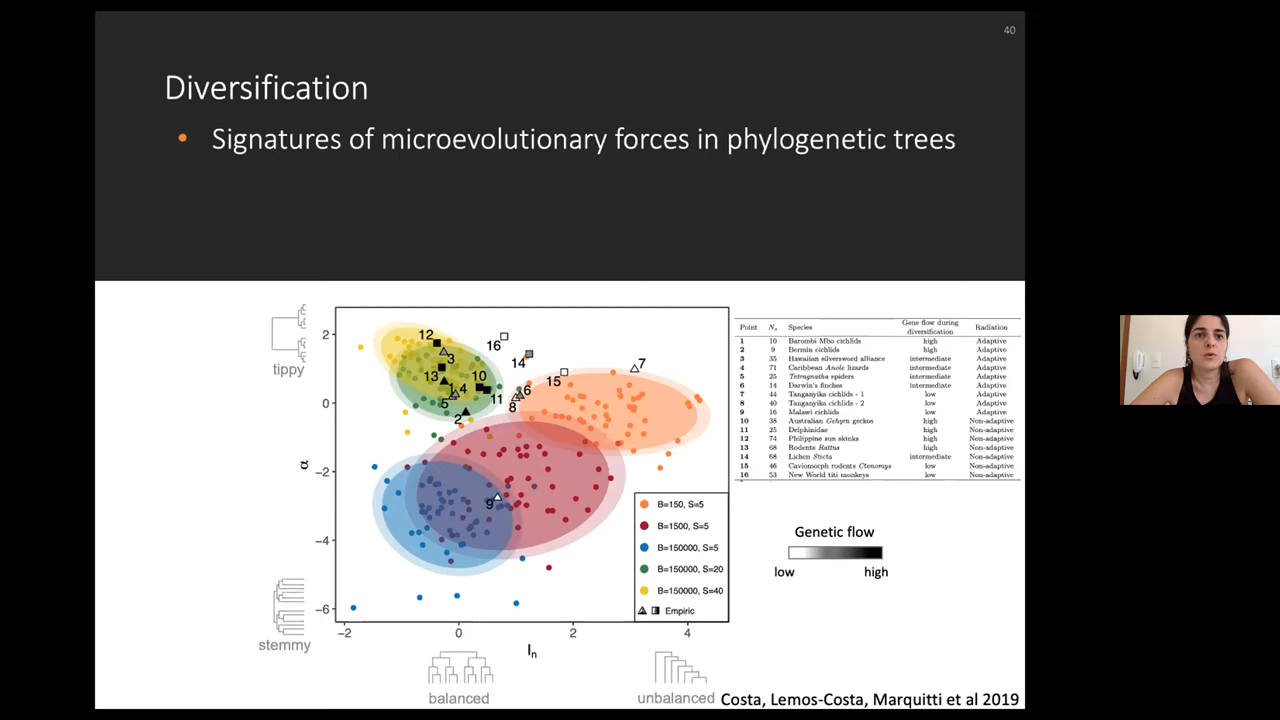 40
Diversification
• Signatures of microevolutionary forces in phylogenetic trees
tippy
stemmy
α
2
0
−2
−4
−6
−2
0
2
4
In
balanced
unbalanced
12
3
16
14
7
13
10
15
1
4
6
5
11
8
2
9
B=150, S=5
B=1500, S=5
B=150000, S=5
B=150000, S=20
B=150000, S=40
Empiric
Point Ns Species Gene flow during diversification Radiation
1 10 Barombi Mbo cichlids high Adaptive
2 9 Bermin cichlids high Adaptive
3 35 Hawaiian silversword alliance intermediate Adaptive
4 71 Caribbean Anole lizards intermediate Adaptive
5 25 Tetragnatha spiders intermediate Adaptive
6 14 Darwin's finches intermediate Adaptive
7 44 Tanganyika cichlids - 1 low Adaptive
8 40 Tanganyika cichlids - 2 low Adaptive
9 16 Malawi cichlids low Adaptive
10 38 Australian Gehyra geckos high Non-adaptive
11 25 Delphinidae high Non-adaptive
12 74 Philippine sun skinks high Non-adaptive
13 68 Rodents Rattus high Non-adaptive
14 68 Lichen Sticta intermediate Non-adaptive
15 46 Caviomorph rodents Ctenomys low Non-adaptive
16 53 New World titi monkeys low Non-adaptive
Genetic flow
low high
Costa, Lemos-Costa, Marquitti et al 2019